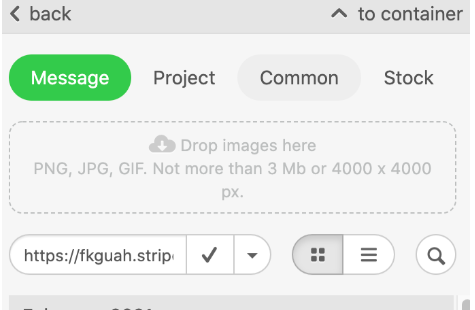 back to container
Message Project Common Stock
Drop images here
PNG, JPG, GIF. Not more than 3 Mb or 4000 x 4000
px.
https://fkguah.strip